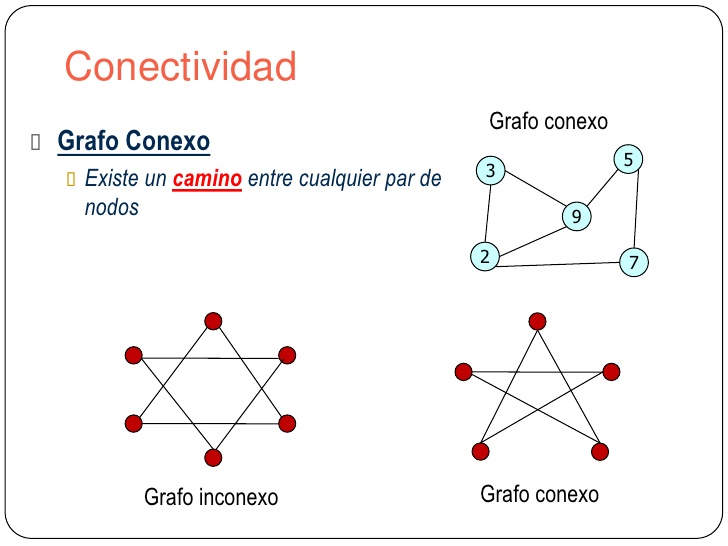 Conectividad
Grafo Conexo
Existe un camino entre cualquier par de
nodos
Grafo conexo
3
5
9
2
7
Grafo inconexo
Grafo conexo